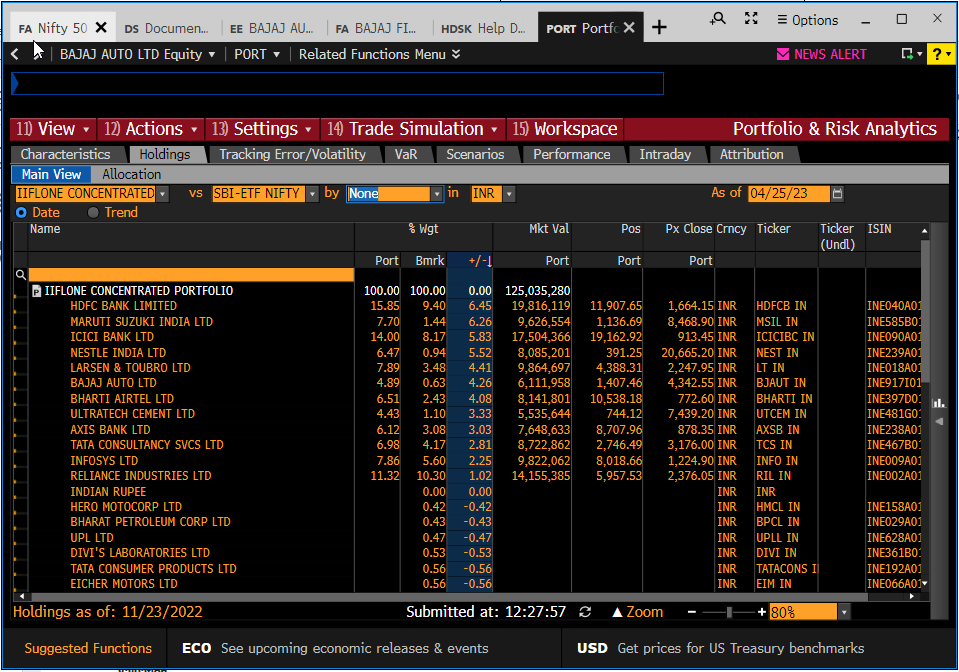 FA Nifty 50 × DS Documen... EE BAJAJ AU... FA BAJAJ FI... HDSK Help D... PORT Portfo × + Options
BAJAJ AUTO LTD Equity PORT Related Functions Menu NEWS ALERT ?
11) View 12) Actions 13) Settings 14) Trade Simulation 15) Workspace Portfolio & Risk Analytics
Characteristics Holdings Tracking Error/Volatility VaR Scenarios Performance Intraday Attribution
Main View Allocation
IIFLONE CONCENTRATED vs SBI-ETF NIFTY by None in INR As of 04/25/23
Date Trend
Name % Wgt Mkt Val Pos Px Close Crncy Ticker Ticker (Undl) ISIN
Port Bmrk +/-↓ Port Port Port
IIFLONE CONCENTRATED PORTFOLIO 100.00 100.00 0.00 125,035,280
HDFC BANK LIMITED 15.85 9.40 6.45 19,816,119 11,907.65 1,664.15 INR HDFCB IN INE040A01
MARUTI SUZUKI INDIA LTD 7.70 1.44 6.26 9,626,554 1,136.69 8,468.90 INR MSIL IN INE585B01
ICICI BANK LTD 14.00 8.17 5.83 17,504,366 19,162.92 913.45 INR ICICIBC IN INE090A01
NESTLE INDIA LTD 6.47 0.94 5.52 8,085,201 391.25 20,665.20 INR NEST IN INE239A01
LARSEN & TOUBRO LTD 7.89 3.48 4.41 9,864,697 4,388.31 2,247.95 INR LT IN INE018A01
BAJAJ AUTO LTD 4.89 0.63 4.26 6,111,958 1,407.46 4,342.55 INR BJAUT IN INE917I01
BHARTI AIRTEL LTD 6.51 2.43 4.08 8,141,801 10,538.18 772.60 INR BHARTI IN INE397D01
ULTRATECH CEMENT LTD 4.43 1.10 3.33 5,535,644 744.12 7,439.20 INR UTCEM IN INE481G01
AXIS BANK LTD 6.12 3.08 3.03 7,648,633 8,707.96 878.35 INR AXSB IN INE238A01
TATA CONSULTANCY SVCS LTD 6.98 4.17 2.81 8,722,862 2,746.49 3,176.00 INR TCS IN INE467B01
INFOSYS LTD 7.86 5.60 2.25 9,822,062 8,018.66 1,224.90 INR INFO IN INE009A01
RELIANCE INDUSTRIES LTD 11.32 10.30 1.02 14,155,385 5,957.53 2,376.05 INR RIL IN INE002A01
INDIAN RUPEE 0.00 0.00 INR INR
HERO MOTOCORP LTD 0.42 -0.42 INR HMCL IN INE158A01
BHARAT PETROLEUM CORP LTD 0.43 -0.43 INR BPCL IN INE029A01
UPL LTD 0.47 -0.47 INR UPLL IN INE628A01
DIVI'S LABORATORIES LTD 0.53 -0.53 INR DIVI IN INE361B01
TATA CONSUMER PRODUCTS LTD 0.56 -0.56 INR TATACONS I INE192A01
EICHER MOTORS LTD 0.56 -0.56 INR EIM IN INE066A01
Holdings as of: 11/23/2022 Submitted at: 12:27:57 Zoom - + 80%
Suggested Functions ECO See upcoming economic releases & events USD Get prices for US Treasury benchmarks